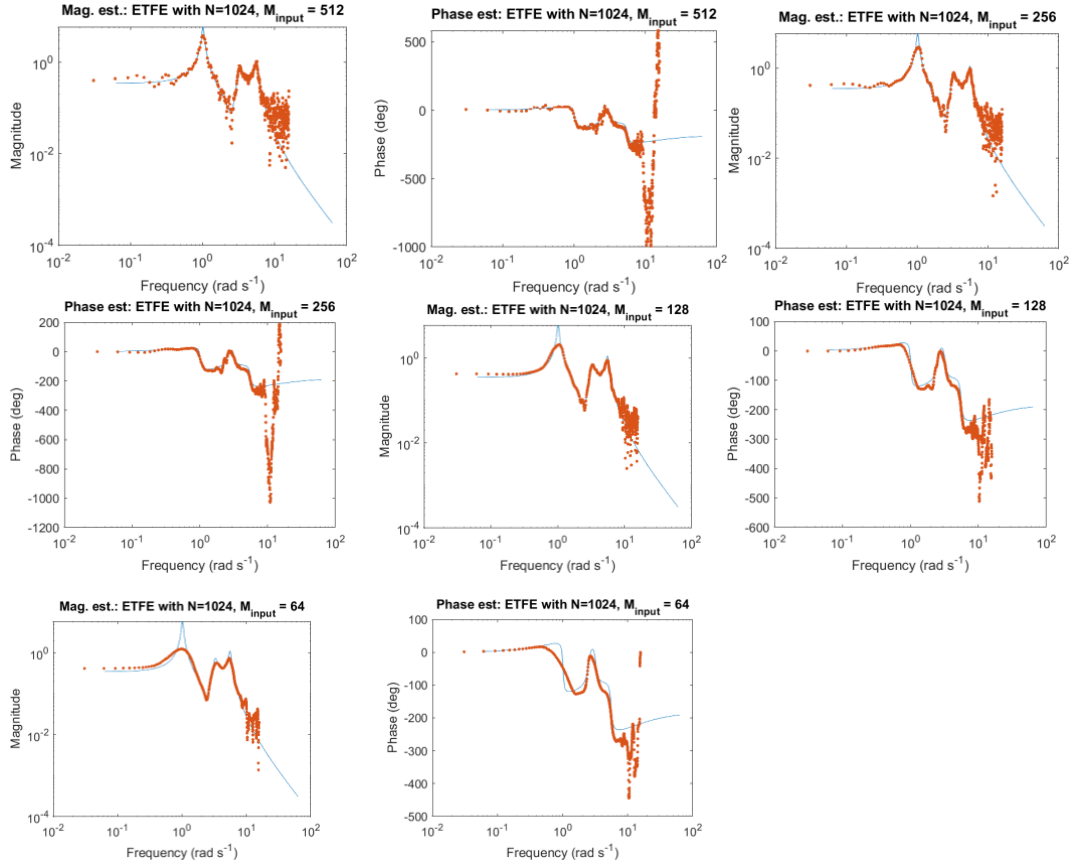 Mag. est.: ETFE with N=1024, M_input = 512
10^0
10^-2
10^-4
Magnitude
10^-2 10^-1 10^0 10^1 10^2
Frequency (rad s^-1)
Phase est: ETFE with N=1024, M_input = 512
500
0
-500
-1000
Phase (deg)
10^-2 10^-1 10^0 10^1 10^2
Frequency (rad s^-1)
Mag. est.: ETFE with N=1024, M_input = 256
10^0
10^-2
10^-4
Magnitude
10^-2 10^-1 10^0 10^1 10^2
Frequency (rad s^-1)
Phase est: ETFE with N=1024, M_input = 256
200
0
-200
-400
-600
-800
-1000
-1200
Phase (deg)
10^-2 10^-1 10^0 10^1 10^2
Frequency (rad s^-1)
Mag. est.: ETFE with N=1024, M_input = 128
10^0
10^-2
10^-4
Magnitude
10^-2 10^-1 10^0 10^1 10^2
Frequency (rad s^-1)
Phase est: ETFE with N=1024, M_input = 128
100
0
-100
-200
-300
-400
-500
-600
Phase (deg)
10^-2 10^-1 10^0 10^1 10^2
Frequency (rad s^-1)
Mag. est.: ETFE with N=1024, M_input = 64
10^0
10^-2
10^-4
Magnitude
10^-2 10^-1 10^0 10^1 10^2
Frequency (rad s^-1)
Phase est: ETFE with N=1024, M_input = 64
100
0
-100
-200
-300
-400
-500
Phase (deg)
10^-2 10^-1 10^0 10^1 10^2
Frequency (rad s^-1)